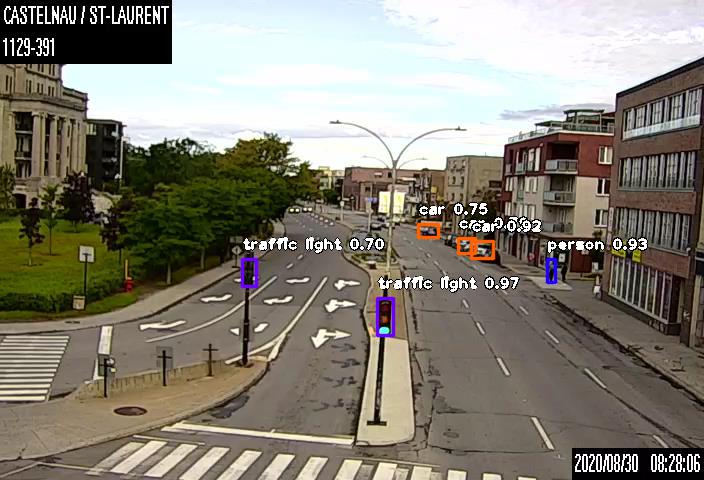 CASTELNAU / ST-LAURENT
1129-391
car 0.75
car 0.92
traffic light 0.70
person 0.93
traffic light 0.97
2020/08/30 08:28:06